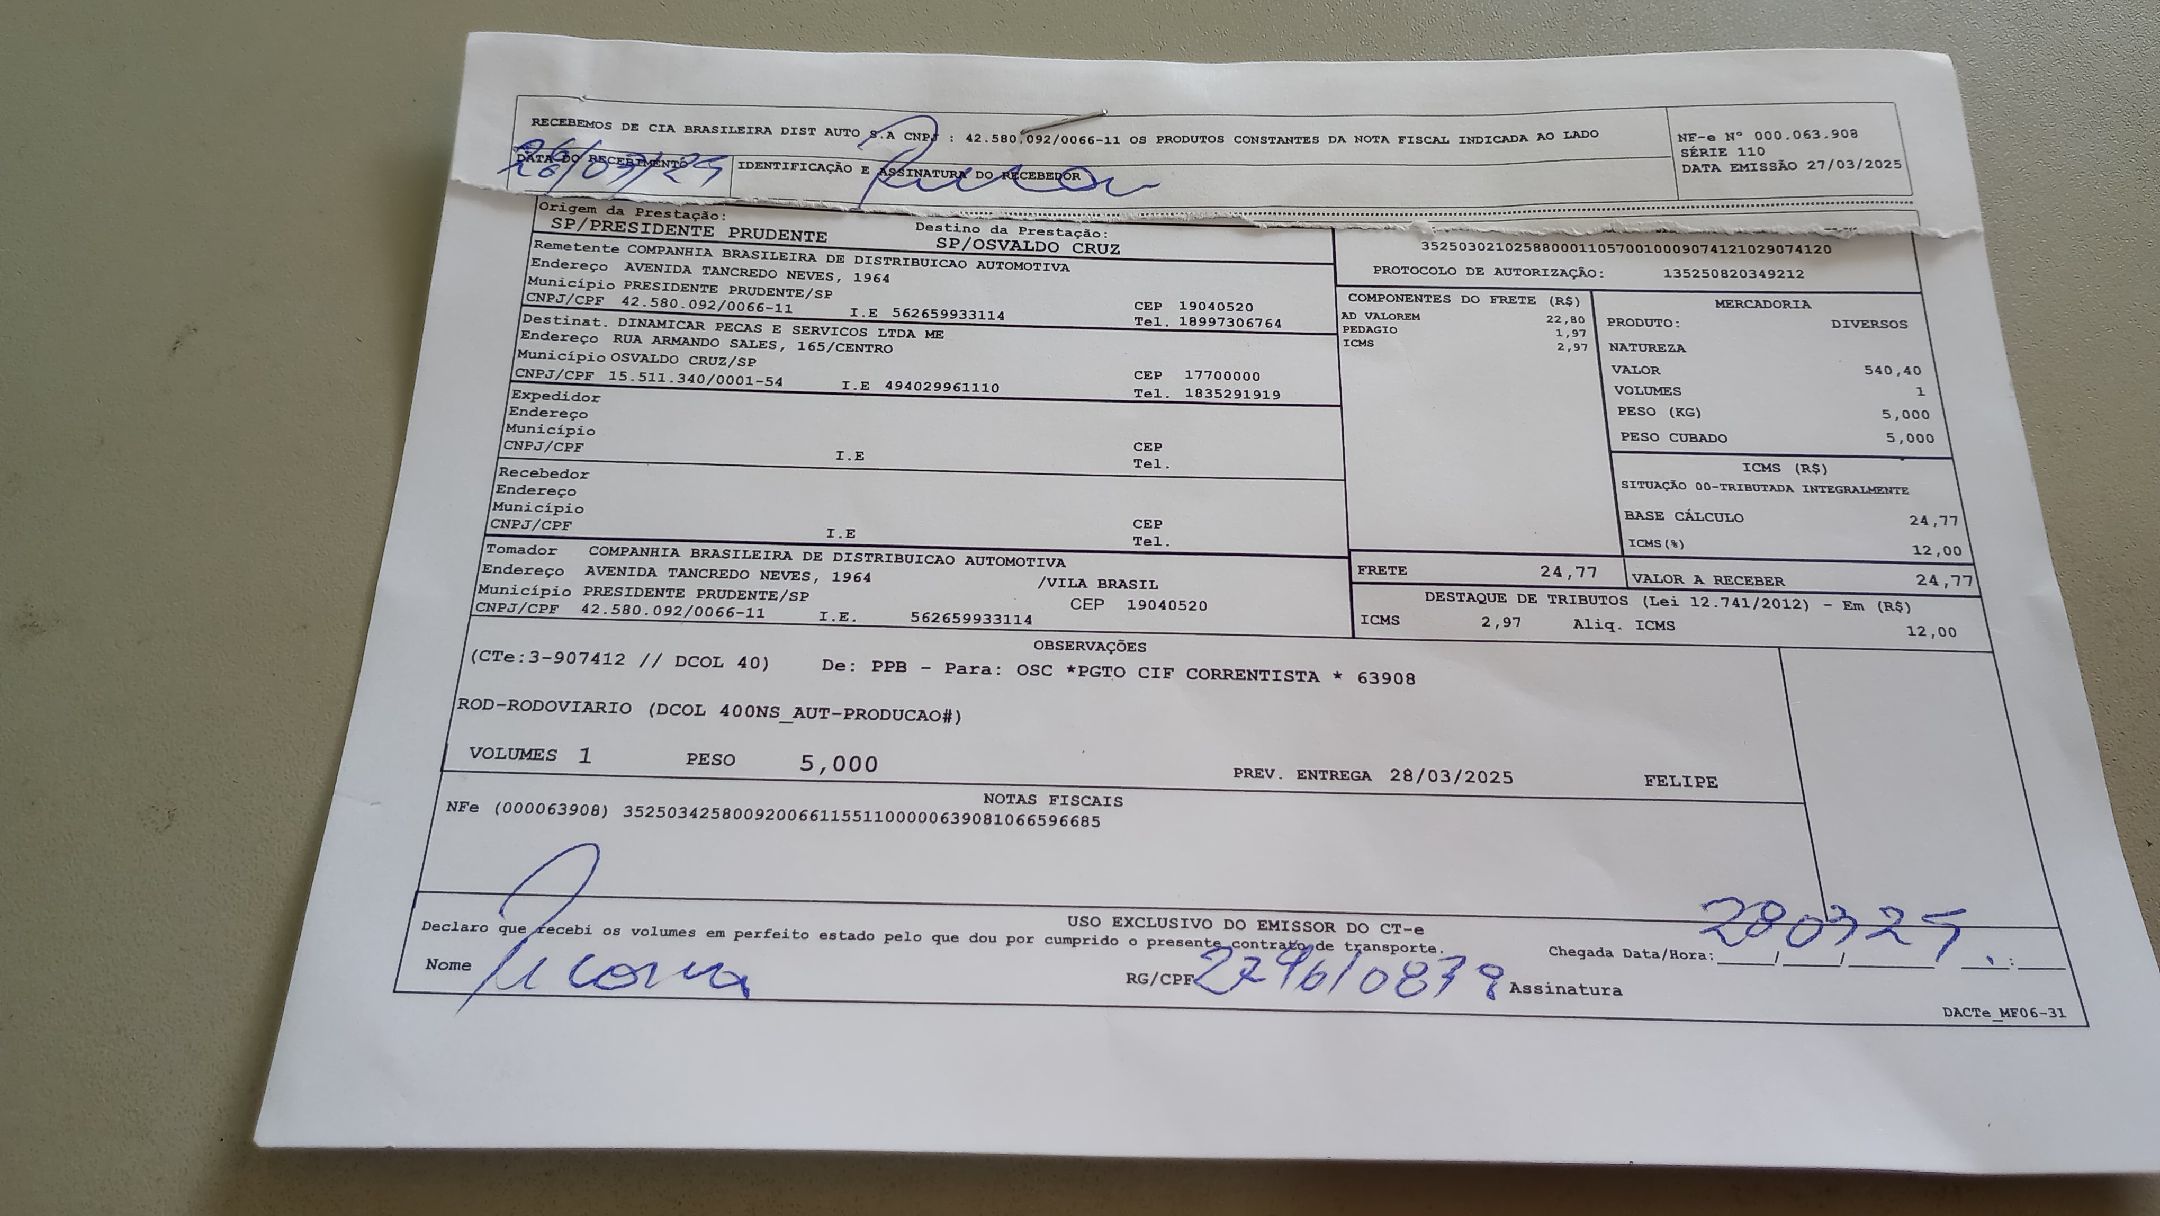 RECEBEMOS DE CIA BRASILEIRA DIST AUTO S.A CNPJ : 42.580.092/0066-11 OS PRODUTOS CONSTANTES DA NOTA FISCAL INDICADA AO LADO
NF-e Nº 000.063.908
SÉRIE 110
DATA EMISSÃO 27/03/2025
DATA DO RECEBIMENTO
IDENTIFICAÇÃO E ASSINATURA DO RECEBEDOR
Origem da Prestação:
SP/PRESIDENTE PRUDENTE
Destino da Prestação:
SP/OSVALDO CRUZ
Remetente COMPANHIA BRASILEIRA DE DISTRIBUICAO AUTOMOTIVA
Endereço AVENIDA TANCREDO NEVES, 1964
Município PRESIDENTE PRUDENTE/SP CEP 19040520
CNPJ/CPF 42.580.092/0066-11 I.E 562659933114 Tel. 18997306764
Destinat. DINAMICAR PECAS E SERVICOS LTDA ME
Endereço RUA ARMANDO SALES, 165/CENTRO
Município OSVALDO CRUZ/SP CEP 17700000
CNPJ/CPF 15.511.340/0001-54 I.E 494029961110 Tel. 1835291919
Expedidor
Endereço
Município CEP
CNPJ/CPF I.E Tel.
Recebedor
Endereço
Município CEP
CNPJ/CPF I.E Tel.
Tomador COMPANHIA BRASILEIRA DE DISTRIBUICAO AUTOMOTIVA
Endereço AVENIDA TANCREDO NEVES, 1964 /VILA BRASIL
Município PRESIDENTE PRUDENTE/SP CEP 19040520
CNPJ/CPF 42.580.092/0066-11 I.E. 562659933114
35250302102588000110570010009074121029074120
PROTOCOLO DE AUTORIZAÇÃO: 135250820349212
COMPONENTES DO FRETE (R$)
AD VALOREM 22,80
PEDAGIO 1,97
ICMS 2,97
MERCADORIA
PRODUTO: DIVERSOS
NATUREZA
VALOR 540,40
VOLUMES 1
PESO (KG) 5,000
PESO CUBADO 5,000
ICMS (R$)
SITUAÇÃO 00-TRIBUTADA INTEGRALMENTE
BASE CÁLCULO 24,77
ICMS(%) 12,00
FRETE 24,77
VALOR A RECEBER 24,77
DESTAQUE DE TRIBUTOS (Lei 12.741/2012) - Em (R$)
ICMS 2,97 Aliq. ICMS 12,00
OBSERVAÇÕES
(CTe:3-907412 // DCOL 40) De: PPB - Para: OSC *PGTO CIF CORRENTISTA * 63908
ROD-RODOVIARIO (DCOL 400NS_AUT-PRODUCAO#)
VOLUMES 1 PESO 5,000 PREV. ENTREGA 28/03/2025 FELIPE
NOTAS FISCAIS
NFe (000063908) 35250342580092006611551100000639081066596685
USO EXCLUSIVO DO EMISSOR DO CT-e
Declaro que recebi os volumes em perfeito estado pelo que dou por cumprido o presente contrato de transporte.
Chegada Data/Hora: 280325
Nome
RG/CPF
Assinatura
DACTe_MF06-31